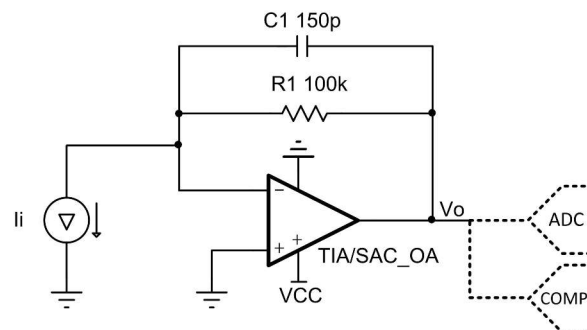 C1 150p
R1 100k
Ii
−
+
+
TIA/SAC_OA
VCC
Vo
ADC
COMP